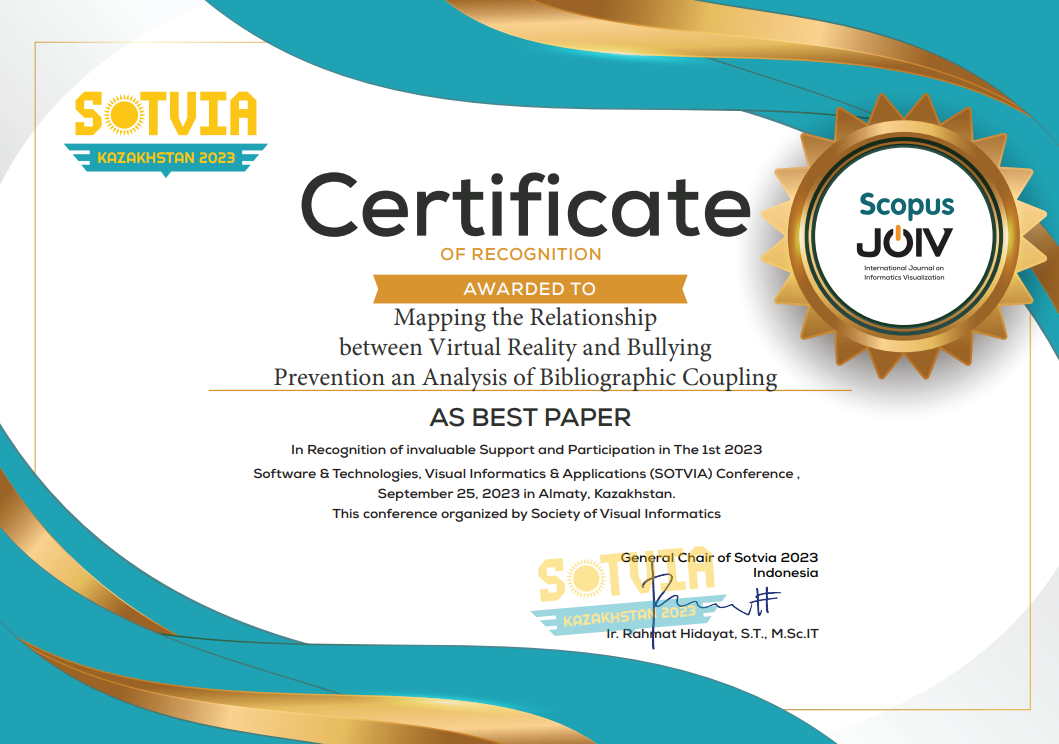 SOTVIA
KAZAKHSTAN 2023
Scopus
JOIV
International Journal on
Informatics Visualization
Certificate
OF RECOGNITION
AWARDED TO
Mapping the Relationship
between Virtual Reality and Bullying
Prevention an Analysis of Bibliographic Coupling
AS BEST PAPER
In Recognition of invaluable Support and Participation in The 1st 2023
Software & Technologies, Visual Informatics & Applications (SOTVIA) Conference ,
September 25, 2023 in Almaty, Kazakhstan.
This conference organized by Society of Visual Informatics
General Chair of Sotvia 2023
Indonesia
SOTVIA
KAZAKHSTAN 2023
Ir. Rahmat Hidayat, S.T., M.Sc.IT